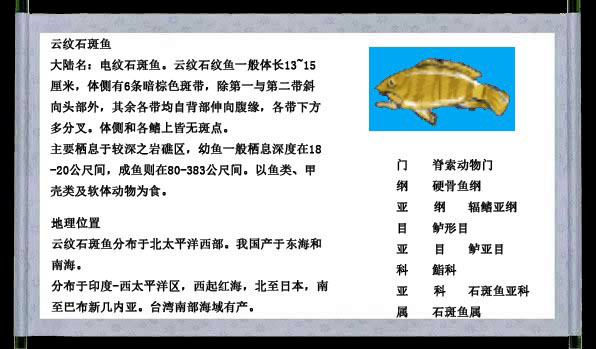 云纹石斑鱼
大陆名：电纹石斑鱼。云纹石纹鱼一般体长13~15
厘米，体侧有6条暗棕色斑带，除第一与第二带斜
向头部外，其余各带均自背部伸向腹缘，各带下方
多分叉。体侧和各鳍上皆无斑点。
主要栖息于较深之岩礁区，幼鱼一般栖息深度在18
-20公尺间，成鱼则在80-383公尺间。以鱼类、甲
壳类及软体动物为食。
地理位置
云纹石斑鱼分布于北太平洋西部。我国产于东海和
南海。
分布于印度-西太平洋区，西起红海，北至日本，南
至巴布新几内亚。台湾南部海域有产。
门 脊索动物门
纲 硬骨鱼纲
亚 纲 辐鳍亚纲
目 鲈形目
亚 目 鲈亚目
科 鮨科
亚 科 石斑鱼亚科
属 石斑鱼属